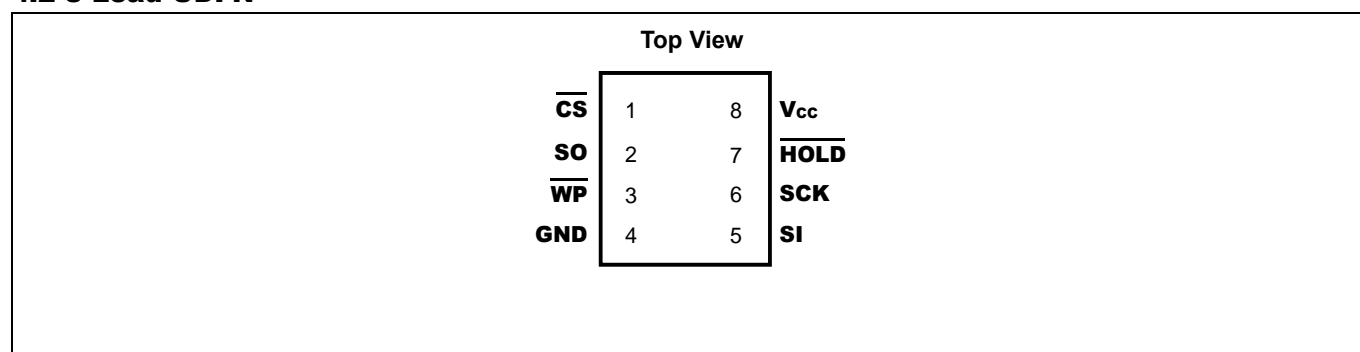 Top View
CS 1 8 Vcc
SO 2 7 HOLD
WP 3 6 SCK
GND 4 5 SI